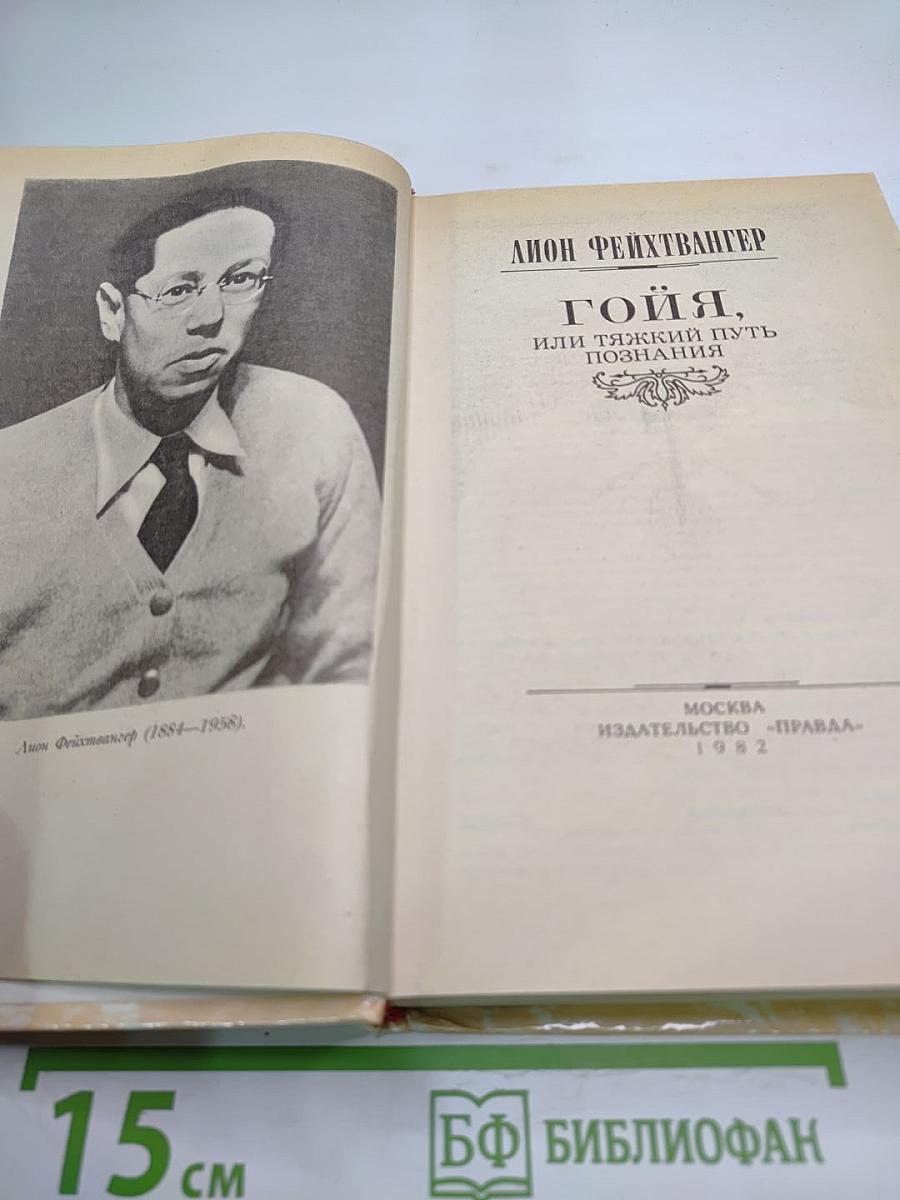 Лион Фейхтвангер (1884—1958).
ЛИОН ФЕЙХТВАНГЕР
ГОЙЯ,
ИЛИ ТЯЖКИЙ ПУТЬ
ПОЗНАНИЯ
МОСКВА
ИЗДАТЕЛЬСТВО «ПРАВДА»
1982
15 см
БФ БИБЛИОФАН